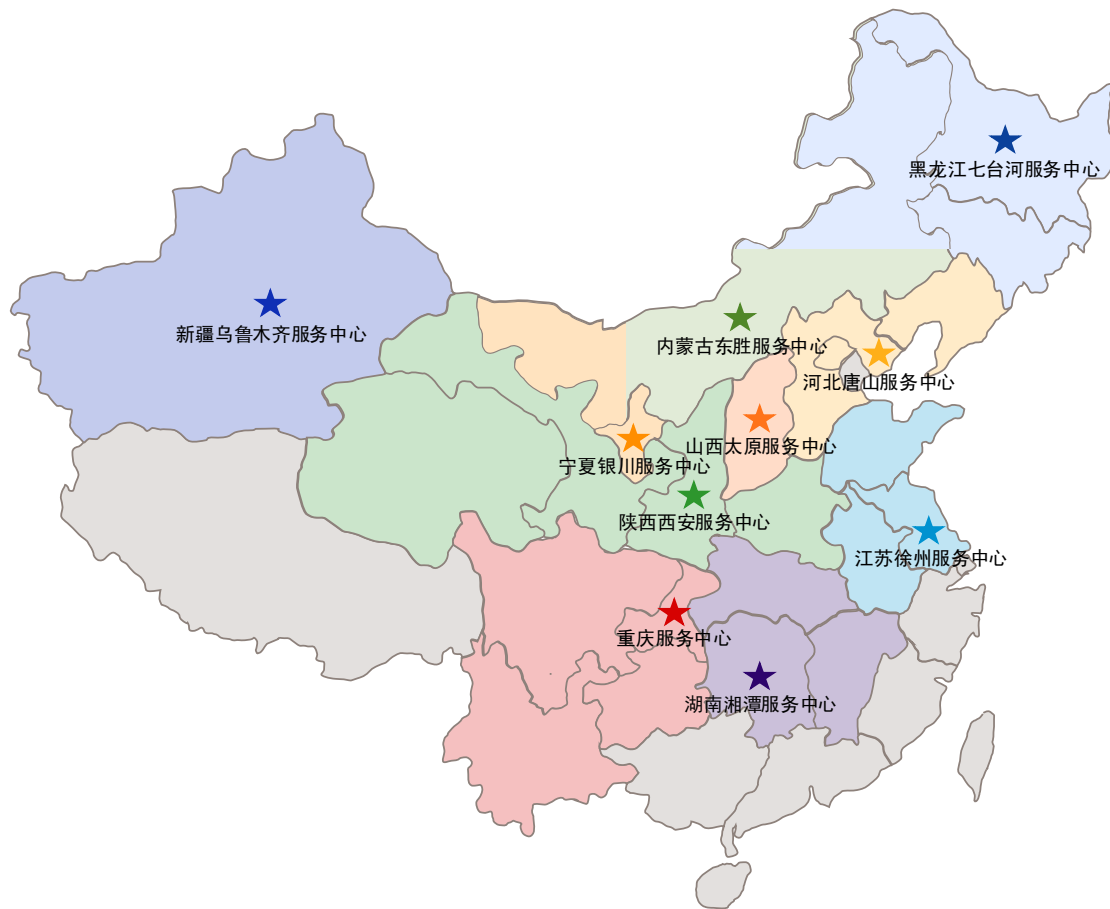 黑龙江七台河服务中心
新疆乌鲁木齐服务中心
内蒙古东胜服务中心
河北唐山服务中心
山西太原服务中心
宁夏银川服务中心
陕西西安服务中心
江苏徐州服务中心
重庆服务中心
湖南湘潭服务中心